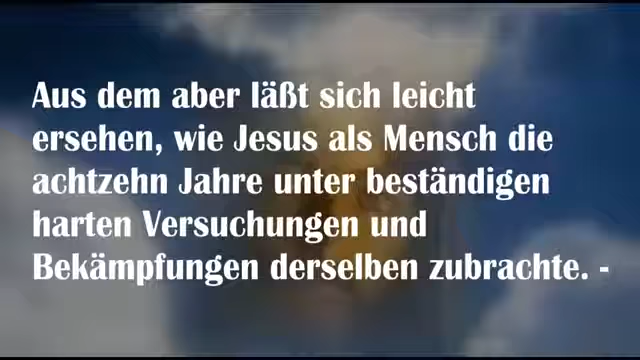 Aus dem aber läßt sich leicht
ersehen, wie Jesus als Mensch die
achtzehn Jahre unter beständigen
harten Versuchungen und
Bekämpfungen derselben zubrachte. -